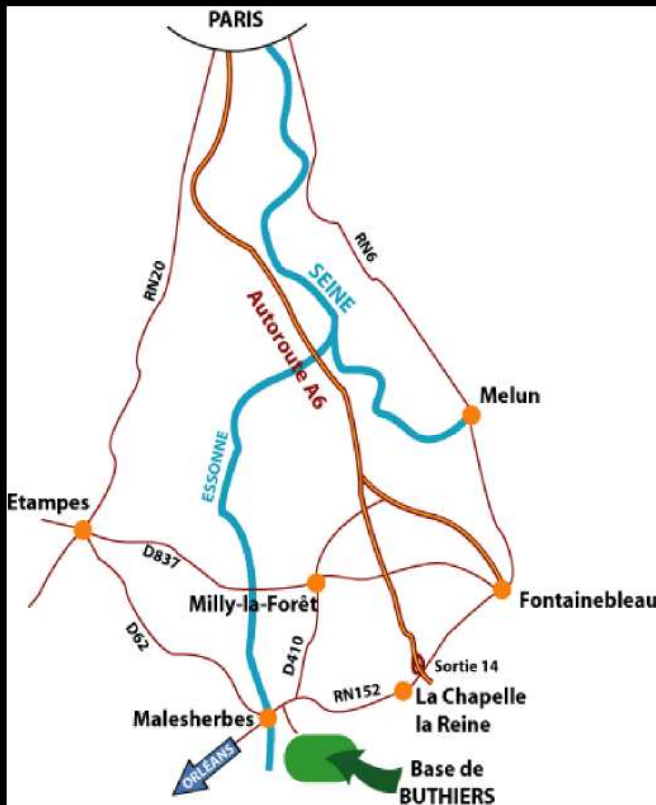 PARIS
RN6
RN20
SEINE
Autoroute A6
Melun
ESSONNE
Etampes
D837
Milly-la-Forêt
Fontainebleau
D62
D410
Sortie 14
RN152
La Chapelle
la Reine
Malesherbes
ORLÉANS
Base de
BUTHIERS